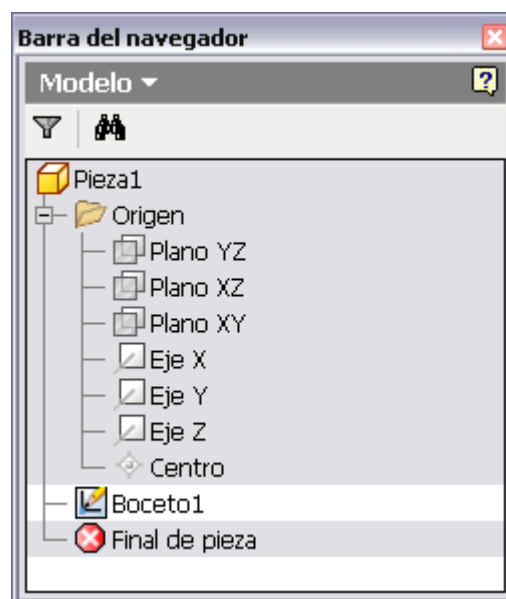 Barra del navegador
Modelo
Pieza1
Origen
Plano YZ
Plano XZ
Plano XY
Eje X
Eje Y
Eje Z
Centro
Boceto1
Final de pieza